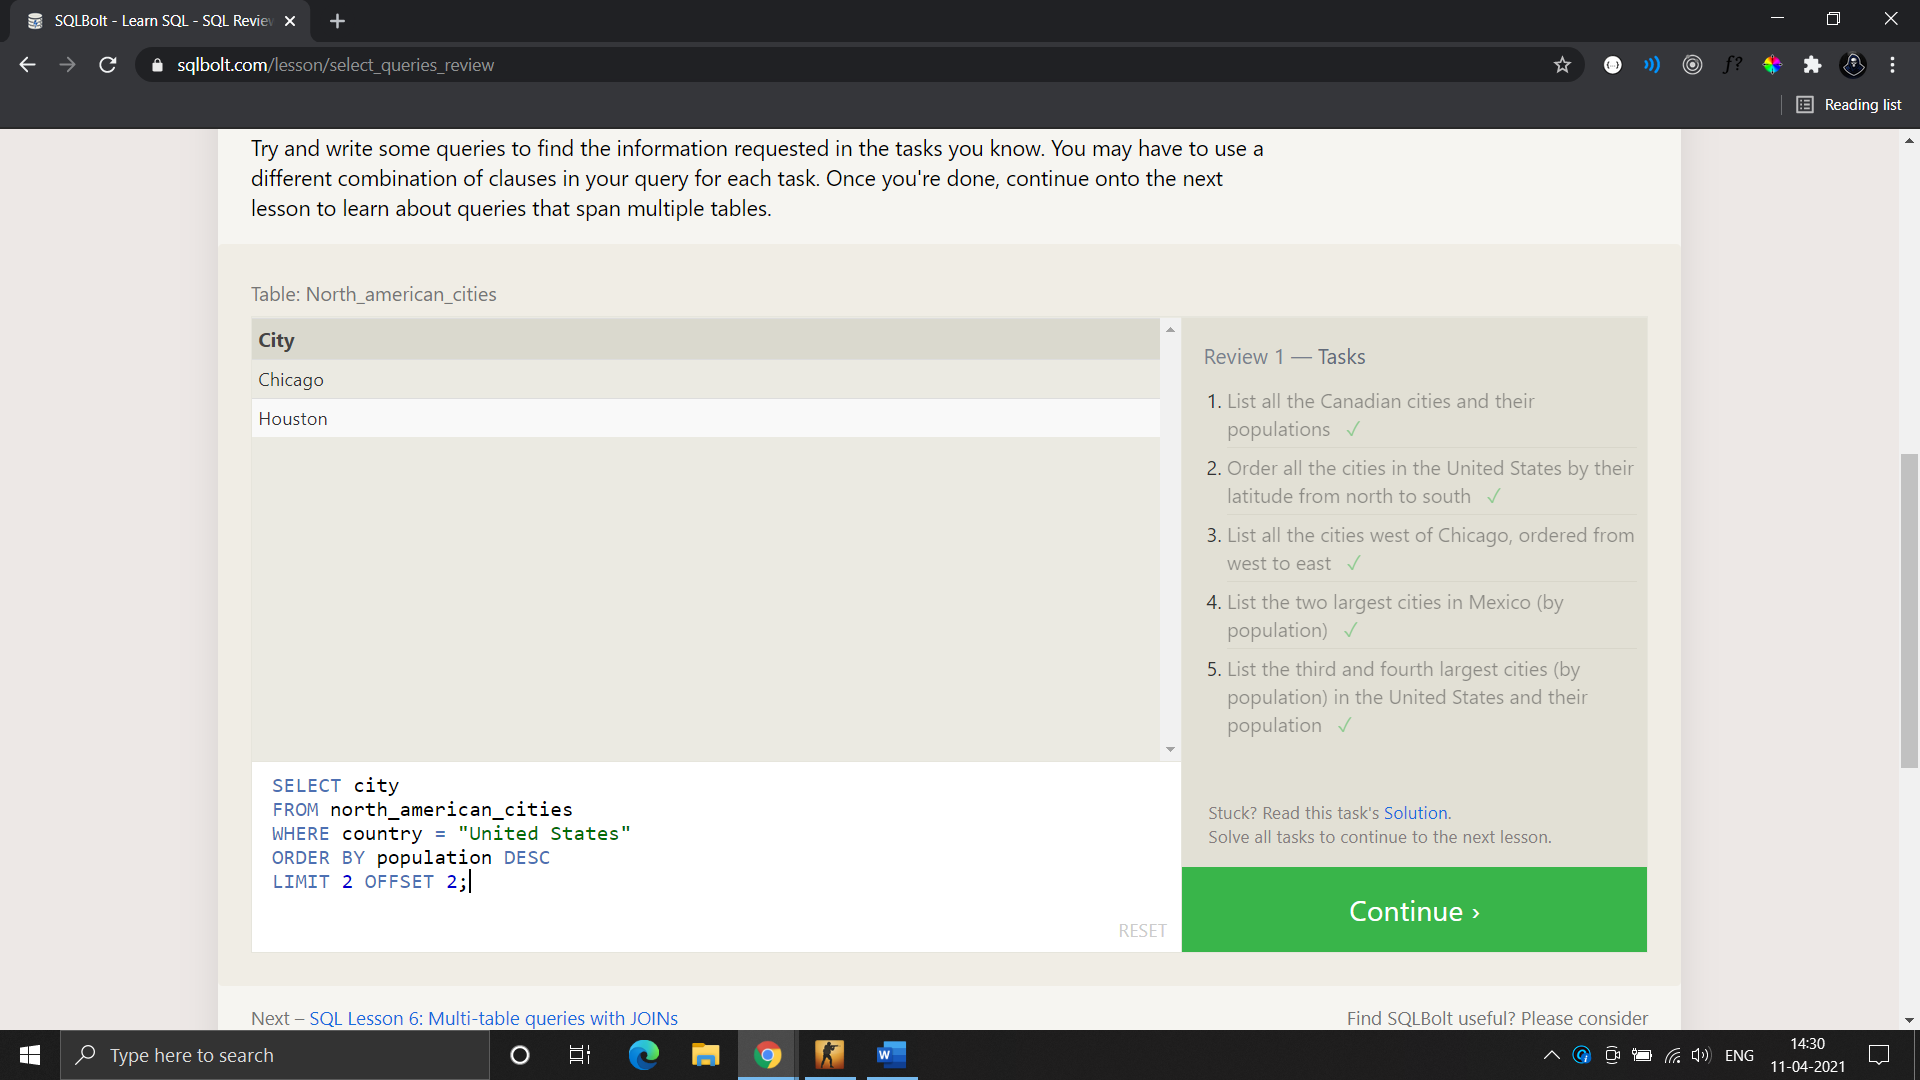 SQLBolt - Learn SQL - SQL Review
sqlbolt.com/lesson/select_queries_review
Reading list
Try and write some queries to find the information requested in the tasks you know. You may have to use a
different combination of clauses in your query for each task. Once you're done, continue onto the next
lesson to learn about queries that span multiple tables.
Table: North_american_cities
City
Chicago
Houston
SELECT city
FROM north_american_cities
WHERE country = "United States"
ORDER BY population DESC
LIMIT 2 OFFSET 2;
RESET
Review 1 — Tasks
1. List all the Canadian cities and their
populations ✓
2. Order all the cities in the United States by their
latitude from north to south ✓
3. List all the cities west of Chicago, ordered from
west to east ✓
4. List the two largest cities in Mexico (by
population) ✓
5. List the third and fourth largest cities (by
population) in the United States and their
population ✓
Stuck? Read this task's Solution.
Solve all tasks to continue to the next lesson.
Continue ›
Next – SQL Lesson 6: Multi-table queries with JOINs
Find SQLBolt useful? Please consider
Type here to search
ENG
14:30
11-04-2021